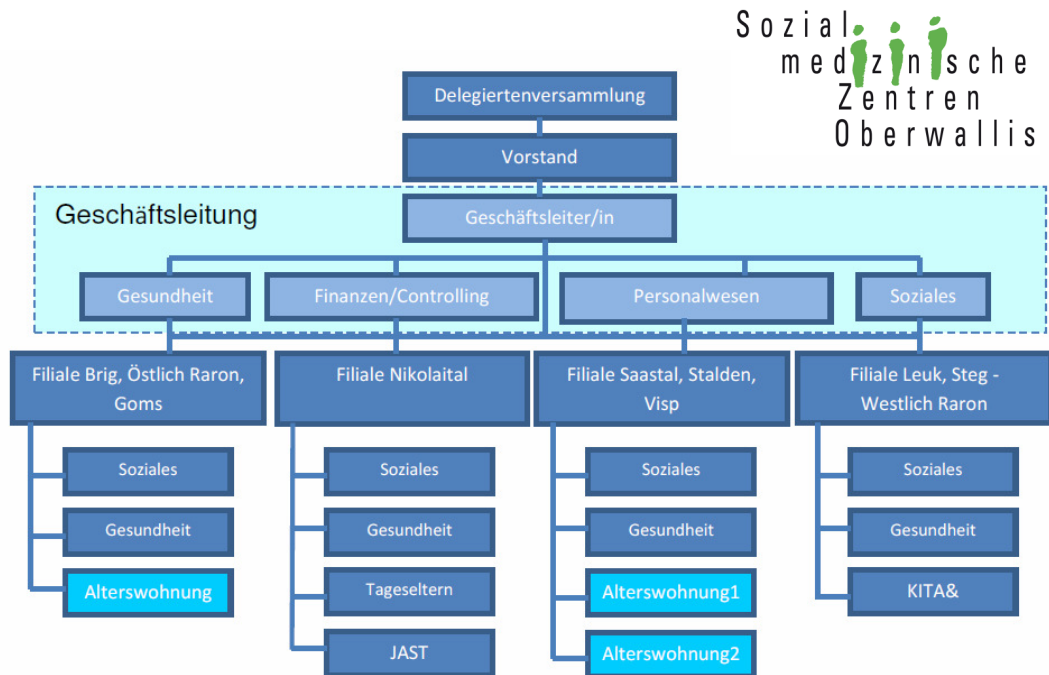 Sozial
medizinische
Zentren
Oberwallis
Delegiertenversammlung
Vorstand
Geschäftsleitung
Geschäftsleiter/in
Gesundheit
Finanzen/Controlling
Personalwesen
Soziales
Filiale Brig, Östlich Raron,
Goms
Filiale Nikolaital
Filiale Saastal, Stalden,
Visp
Filiale Leuk, Steg -
Westlich Raron
Soziales
Gesundheit
Alterswohnung
Soziales
Gesundheit
Tageseltern
JAST
Soziales
Gesundheit
Alterswohnung1
Alterswohnung2
Soziales
Gesundheit
KITA&